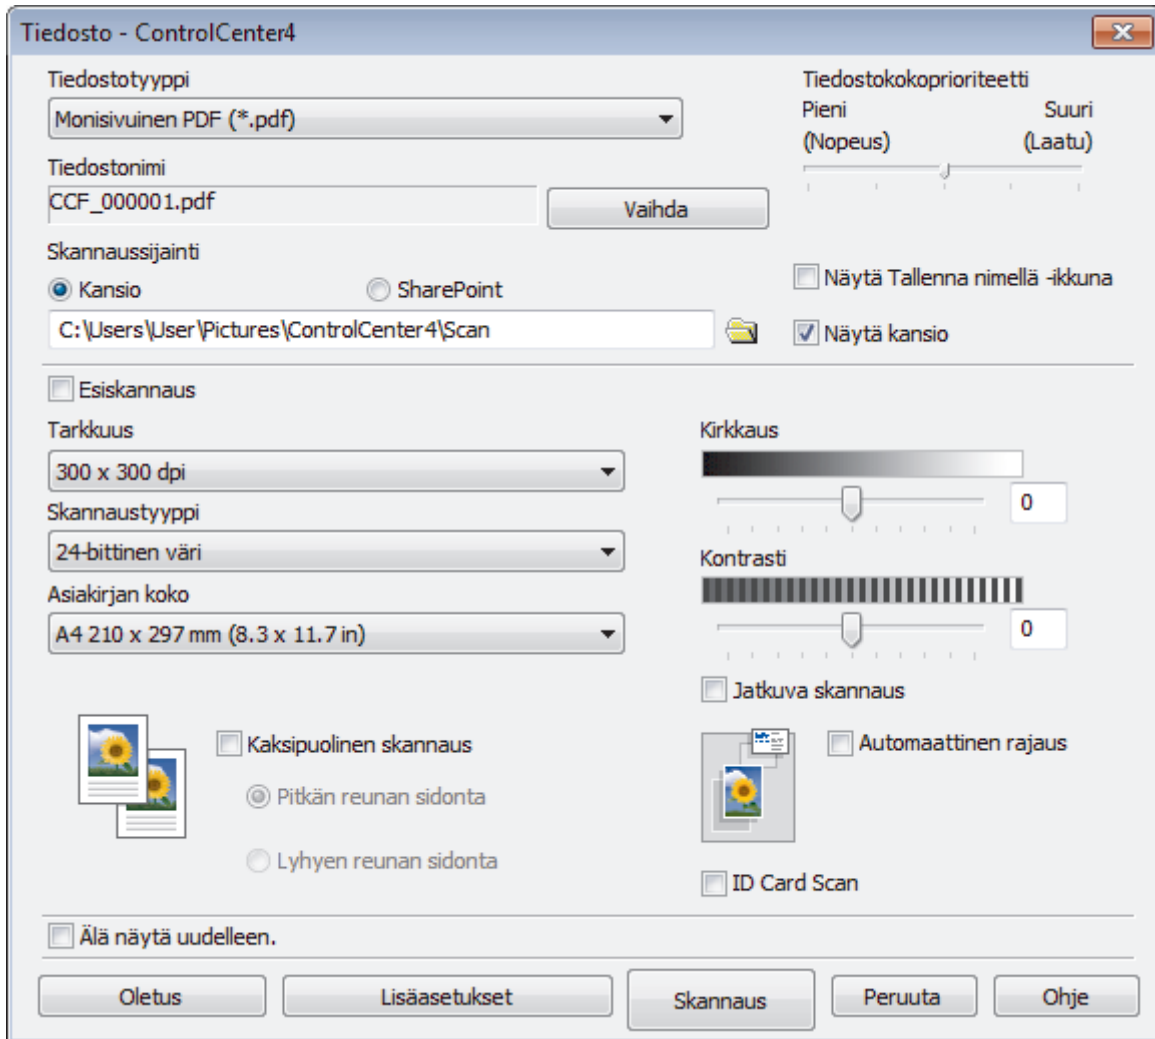 Tiedosto - ControlCenter4
Tiedostotyyppi
Monisivuinen PDF (*.pdf)
Tiedostokokoprioriteetti
Pieni Suuri
(Nopeus) (Laatu)
Tiedostonimi
CCF_000001.pdf
Vaihda
Skannaussijainti
Kansio SharePoint
Näytä Tallenna nimellä -ikkuna
C:\Users\User\Pictures\ControlCenter4\Scan
Näytä kansio
Esiskannaus
Tarkkuus
300 x 300 dpi
Skannaustyyppi
24-bittinen väri
Asiakirjan koko
A4 210 x 297 mm (8.3 x 11.7 in)
Kirkkaus
0
Kontrasti
0
Jatkuva skannaus
Kaksipuolinen skannaus
Pitkän reunan sidonta
Lyhyen reunan sidonta
Automaattinen rajaus
ID Card Scan
Älä näytä uudelleen.
Oletus Lisäasetukset Skannaus Peruuta Ohje